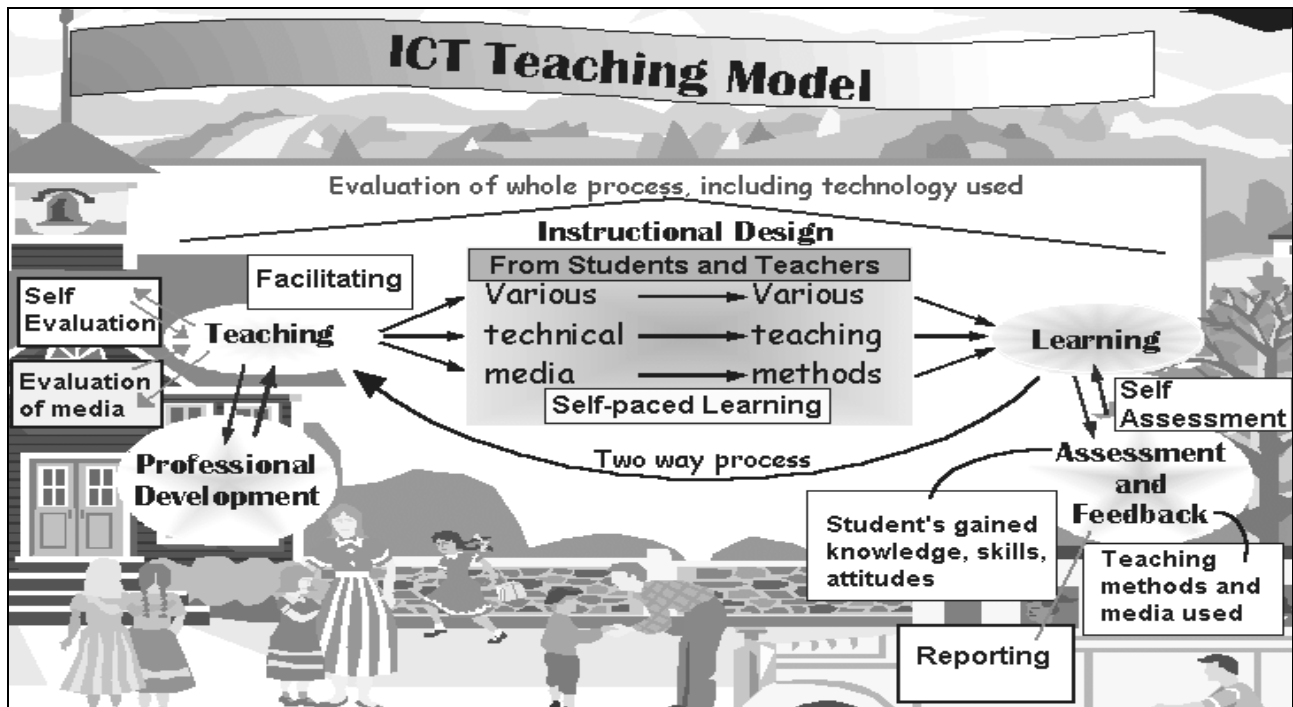 ICT Teaching Model
Evaluation of whole process, including technology used
Instructional Design
From Students and Teachers
Facilitating
Self
Evaluation
Teaching
Evaluation
of media
Professional
Development
Various Various
technical teaching
media methods
Self-paced Learning
Two way process
Learning
Self
Assessment
Assessment
and
Feedback
Student's gained
knowledge, skills,
attitudes
Teaching
methods and
media used
Reporting